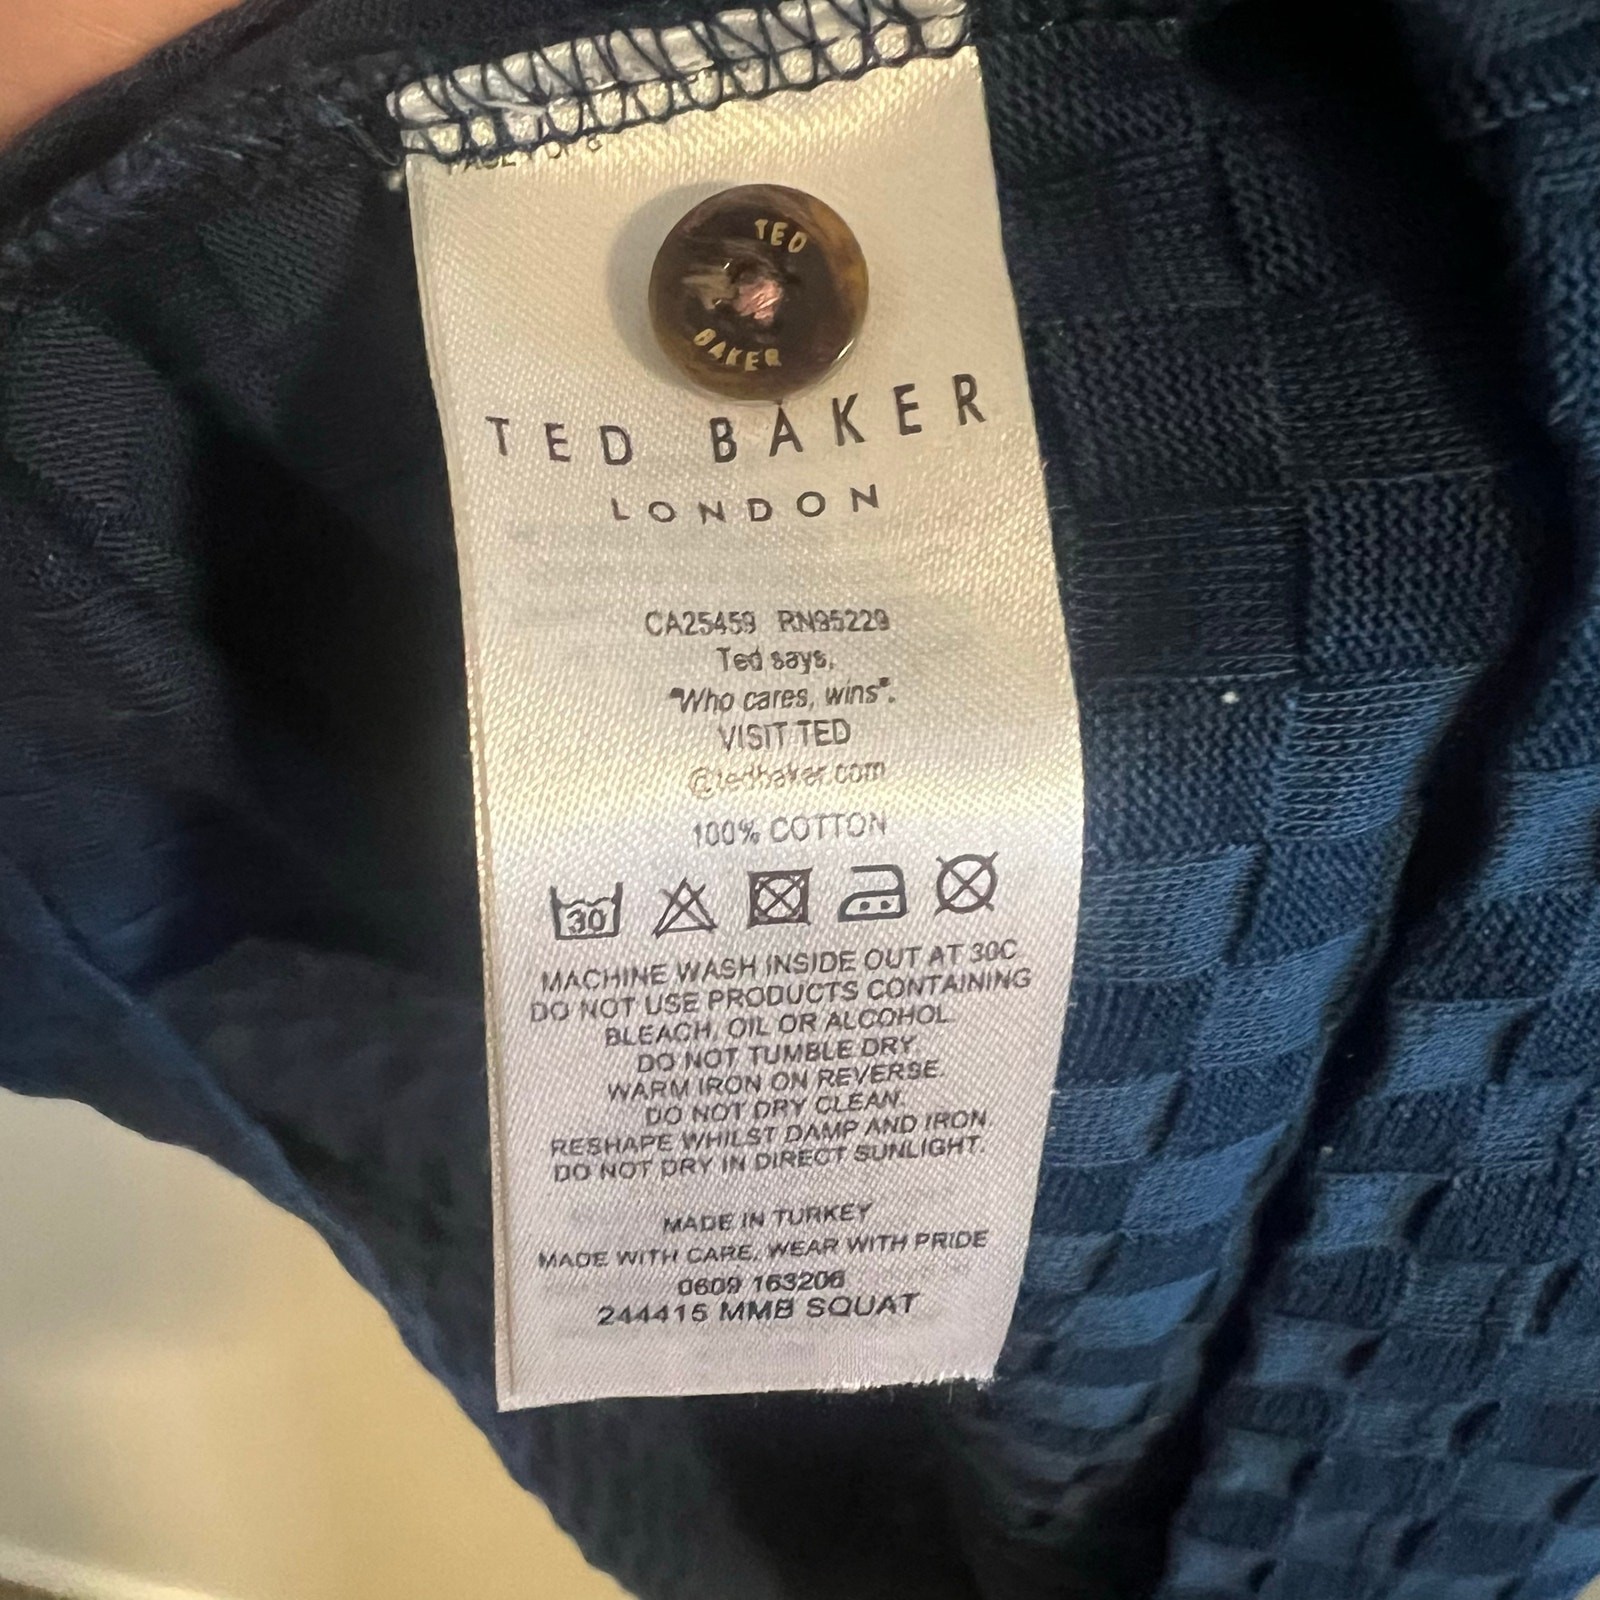 TED
BAKER
TED BAKER
LONDON
CA25459 RN95229
Ted says,
"Who cares, wins".
VISIT TED
@tedbaker.com
100% COTTON
30
MACHINE WASH INSIDE OUT AT 30C
DO NOT USE PRODUCTS CONTAINING
BLEACH, OIL OR ALCOHOL.
DO NOT TUMBLE DRY.
WARM IRON ON REVERSE.
DO NOT DRY CLEAN.
RESHAPE WHILST DAMP AND IRON.
DO NOT DRY IN DIRECT SUNLIGHT.
MADE IN TURKEY
MADE WITH CARE, WEAR WITH PRIDE
0609 163206
244415 MMB SQUAT